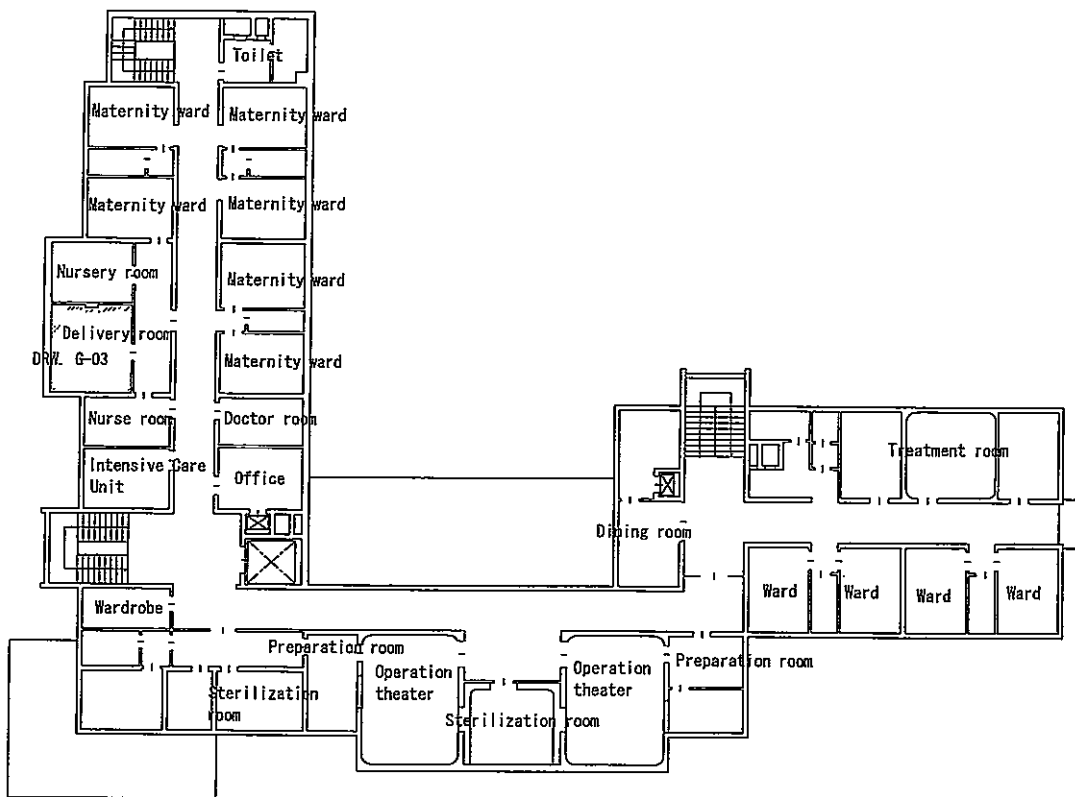 Toilet
Maternity ward
Maternity ward
Maternity ward
Maternity ward
Nursery room
Maternity ward
Delivery room
DRW. G-03
Maternity ward
Nurse room
Doctor room
Intensive Care
Unit
Office
Treatment room
Dining room
Wardrobe
Ward
Ward
Ward
Ward
Preparation room
Operation
theater
Operation
theater
Preparation room
Sterilization
room
Sterilization room